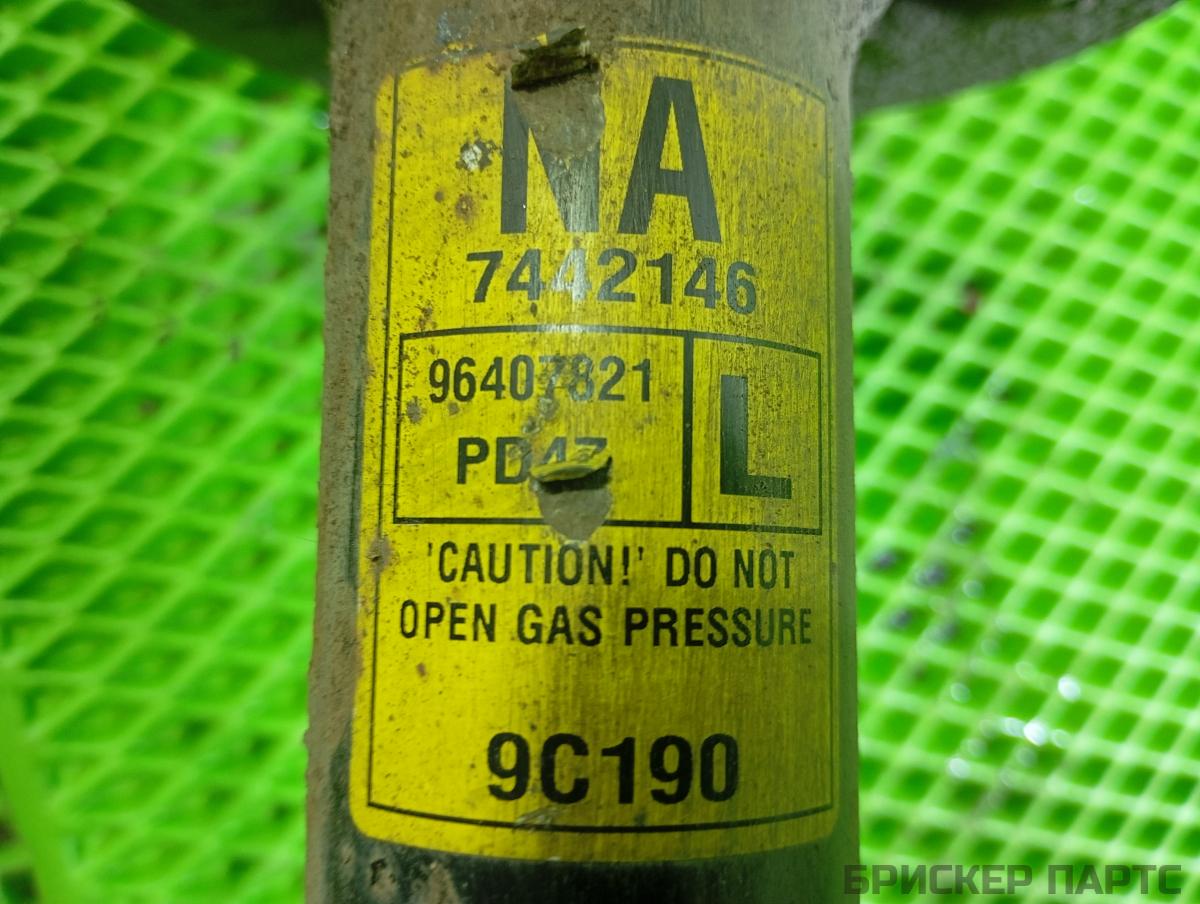 NA
7442146
96407821
L
'CAUTION!' DO NOT
OPEN GAS PRESSURE
9C190
БРИСКЕР ПАРТС